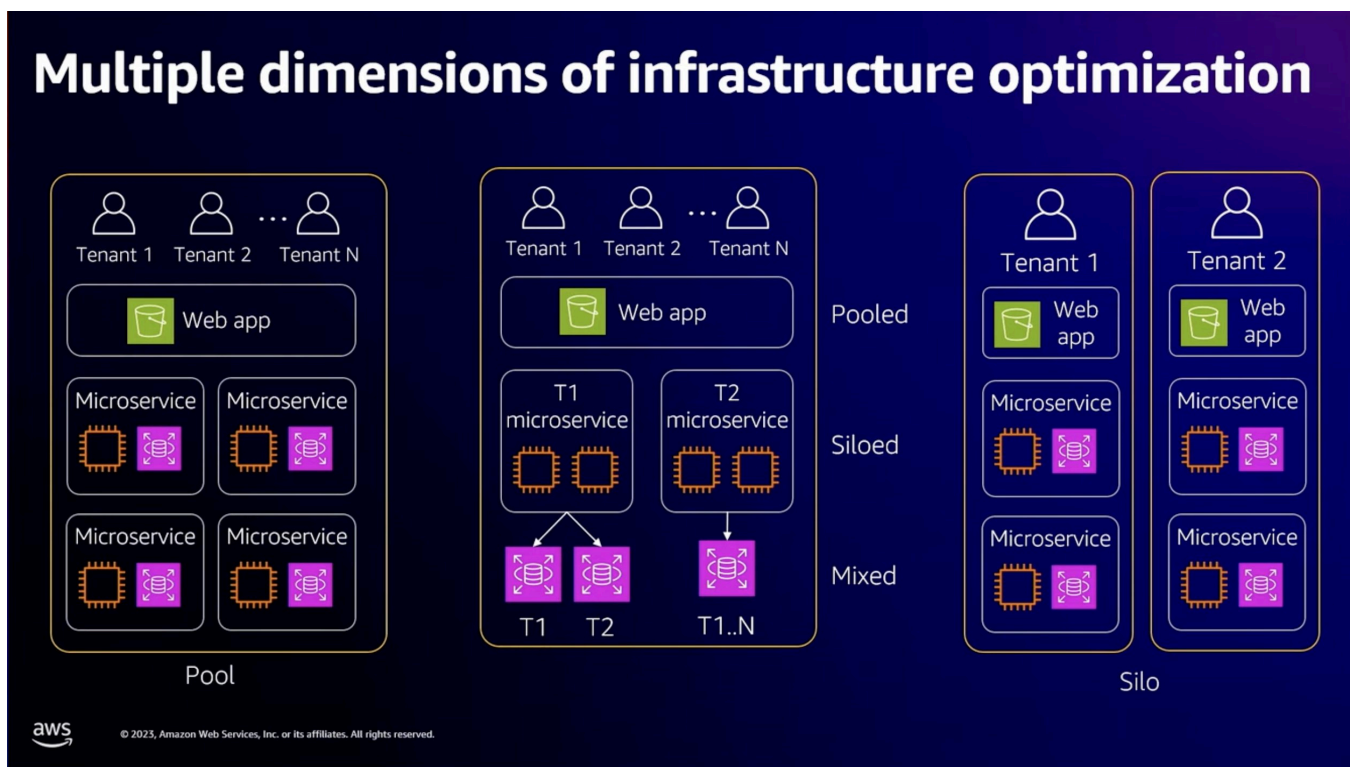 Multiple dimensions of infrastructure optimization
Tenant 1
Tenant 2
...
Tenant N
Web app
Microservice
Microservice
Microservice
Microservice
Pool
Tenant 1
Tenant 2
...
Tenant N
Web app
Pooled
T1
microservice
T2
microservice
Siloed
T1
T2
T1..N
Mixed
Tenant 1
Web
app
Microservice
Microservice
Tenant 2
Web
app
Microservice
Microservice
Silo
aws
© 2023, Amazon Web Services, Inc. or its affiliates. All rights reserved.